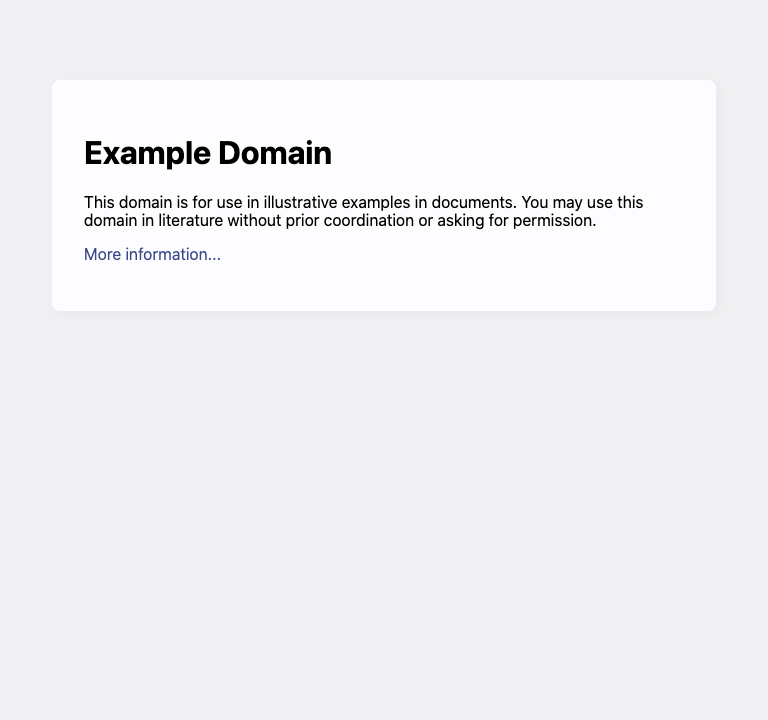 Example Domain
This domain is for use in illustrative examples in documents. You may use this
domain in literature without prior coordination or asking for permission.
More information...